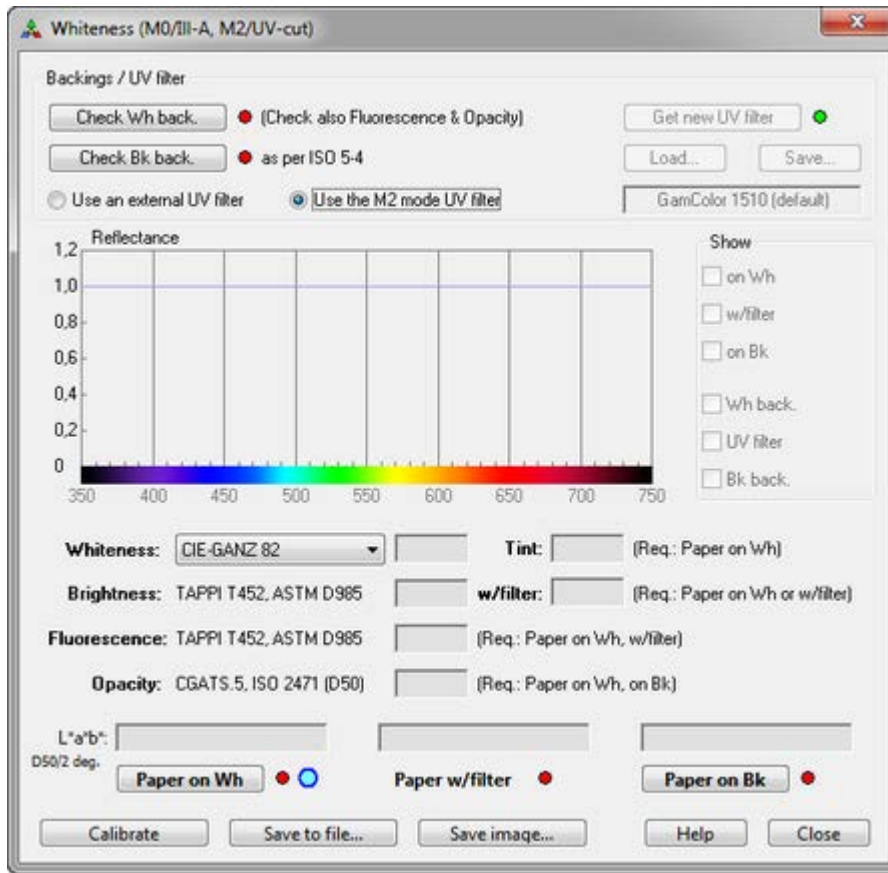 Whiteness (M0/Ill-A, M2/UV-cut)
Backings / UV filter
Check Wh back. (Check also Fluorescence & Opacity) Get new UV filter
Check Bk back. as per ISO 5-4 Load... Save...
Use an external UV filter Use the M2 mode UV filter GamColor 1510 (default)
Reflectance Show
1,2
1,0
0,8
0,6
0,4
0,2
0
350 400 450 500 550 600 650 700 750
on Wh
w/filter
on Bk
Wh back.
UV filter
Bk back.
Whiteness: CIE-GANZ 82 Tint: (Req.: Paper on Wh)
Brightness: TAPPI T452, ASTM D985 w/filter: (Req.: Paper on Wh or w/filter)
Fluorescence: TAPPI T452, ASTM D985 (Req.: Paper on Wh, w/filter)
Opacity: CGATS.5, ISO 2471 (D50) (Req.: Paper on Wh, on Bk)
L*a*b*:
D50/2 deg.
Paper on Wh Paper w/filter Paper on Bk
Calibrate Save to file... Save image... Help Close